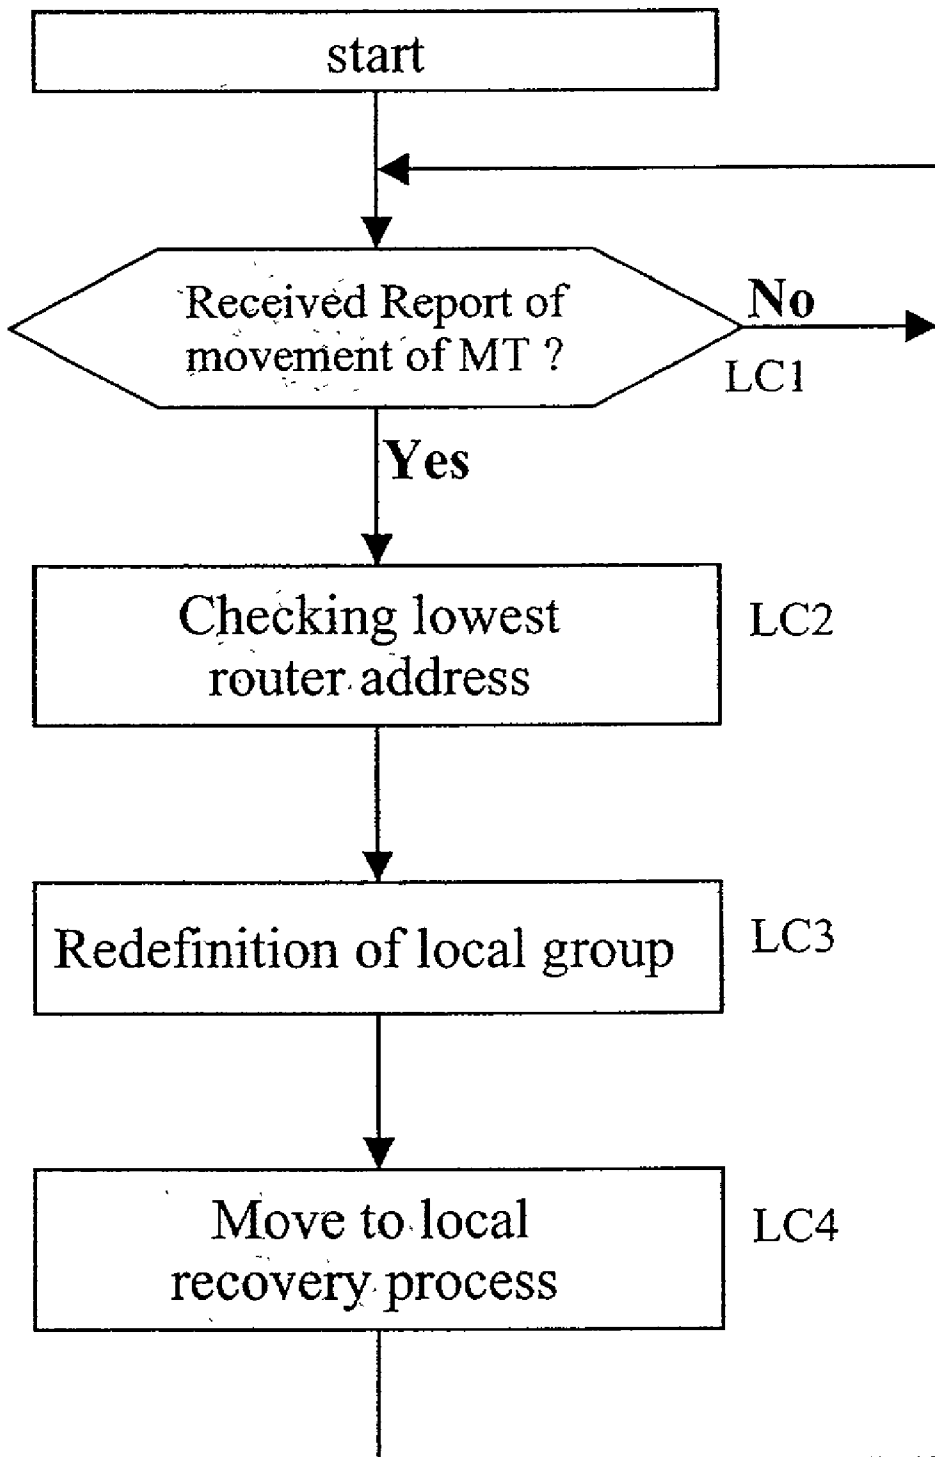 start
Received Report of
movement of MT ?
No
LC1
Yes
Checking lowest
router address
LC2
Redefinition of local group
LC3
Move to local
recovery process
LC4